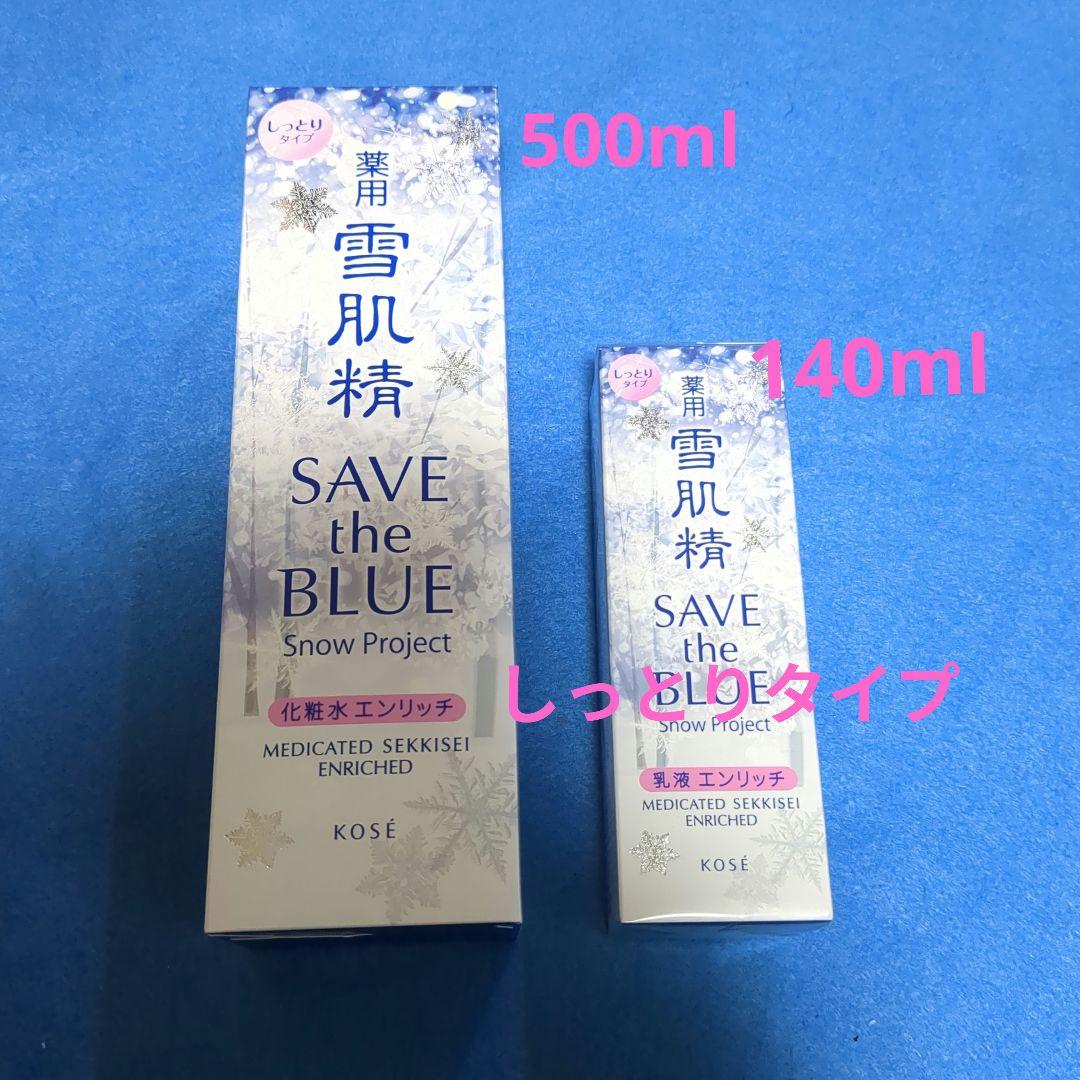 しっとり
タイプ
薬用
雪肌精
SAVE
the
BLUE
Snow Project
化粧水 エンリッチ
MEDICATED SEKKISEI
ENRICHED
KOSÉ
500ml
140ml
しっとり
タイプ
薬用
雪肌精
SAVE
the
BLUE
しっとりタイプ
Snow Project
乳液 エンリッチ
MEDICATED SEKKISEI
ENRICHED
KOSÉ